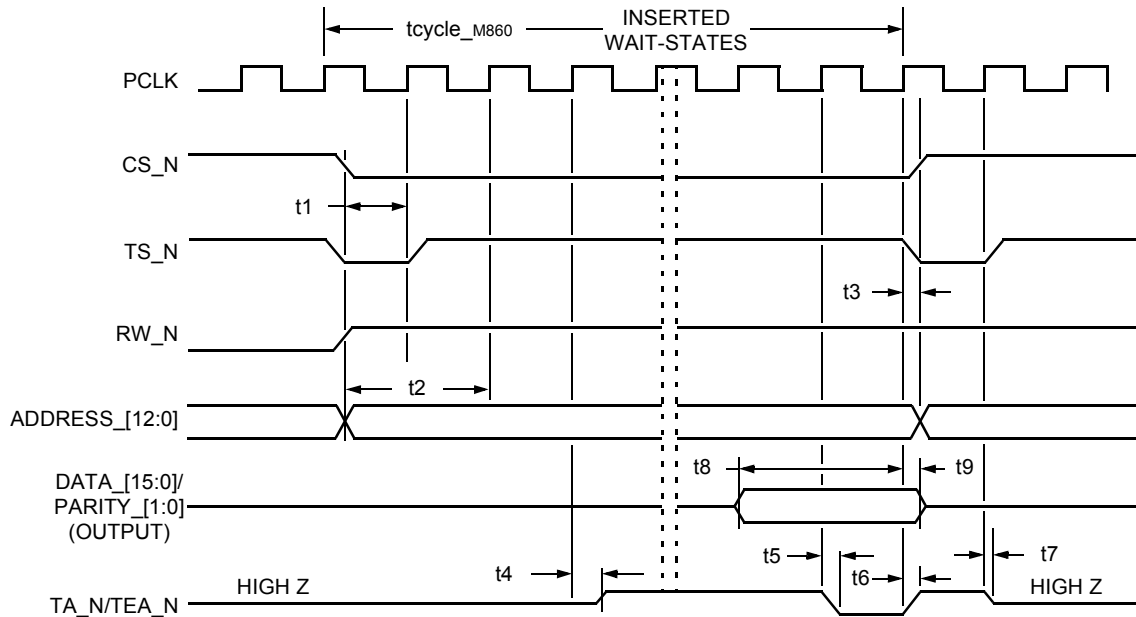 tcycle_M860
INSERTED
WAIT-STATES
PCLK
CS_N
t1
TS_N
t3
RW_N
t2
ADDRESS_[12:0]
t8
t9
DATA_[15:0]/
PARITY_[1:0]
(OUTPUT)
t5
t7
t4
t6
HIGH Z
HIGH Z
TA_N/TEA_N